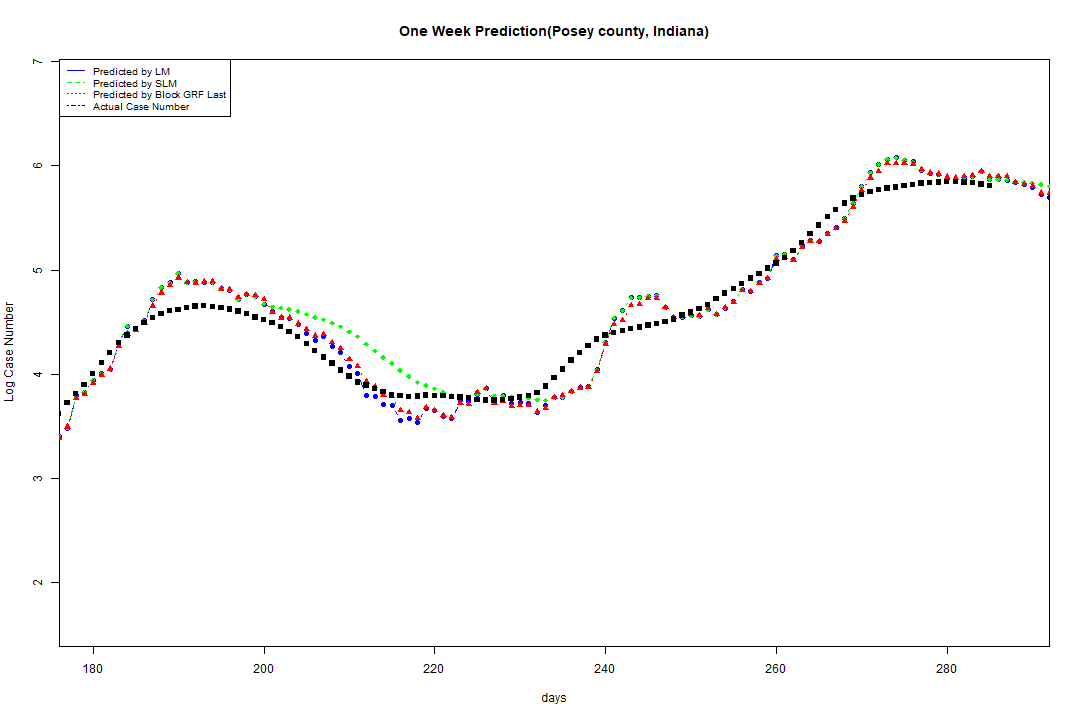 One Week Prediction(Posey county, Indiana)
Predicted by LM
Predicted by SLM
Predicted by Block GRF Last
Actual Case Number
7
6
5
4
3
2
Log Case Number
180 200 220 240 260 280
days